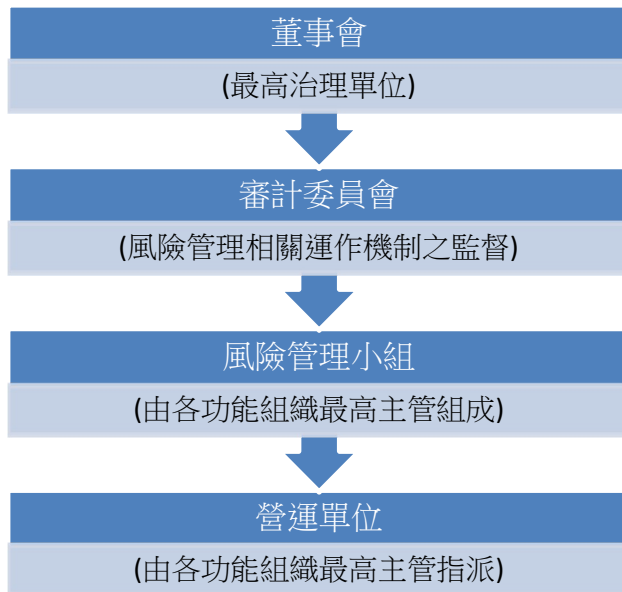 董事會
(最高治理單位)
審計委員會
(風險管理相關運作機制之監督)
風險管理小組
(由各功能組織最高主管組成)
營運單位
(由各功能組織最高主管指派)